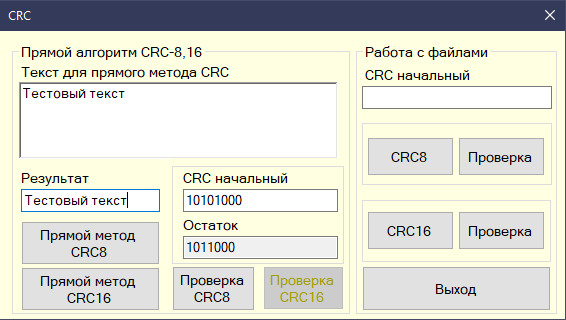 CRC
Прямой алгоритм CRC-8,16
Текст для прямого метода CRC
Тестовый текст
Результат
Тестовый текст
Прямой метод
CRC8
Прямой метод
CRC16
CRC начальный
10101000
Остаток
1011000
Проверка
CRC8
Проверка
CRC16
Работа с файлами
CRC начальный
CRC8
Проверка
CRC16
Проверка
Выход